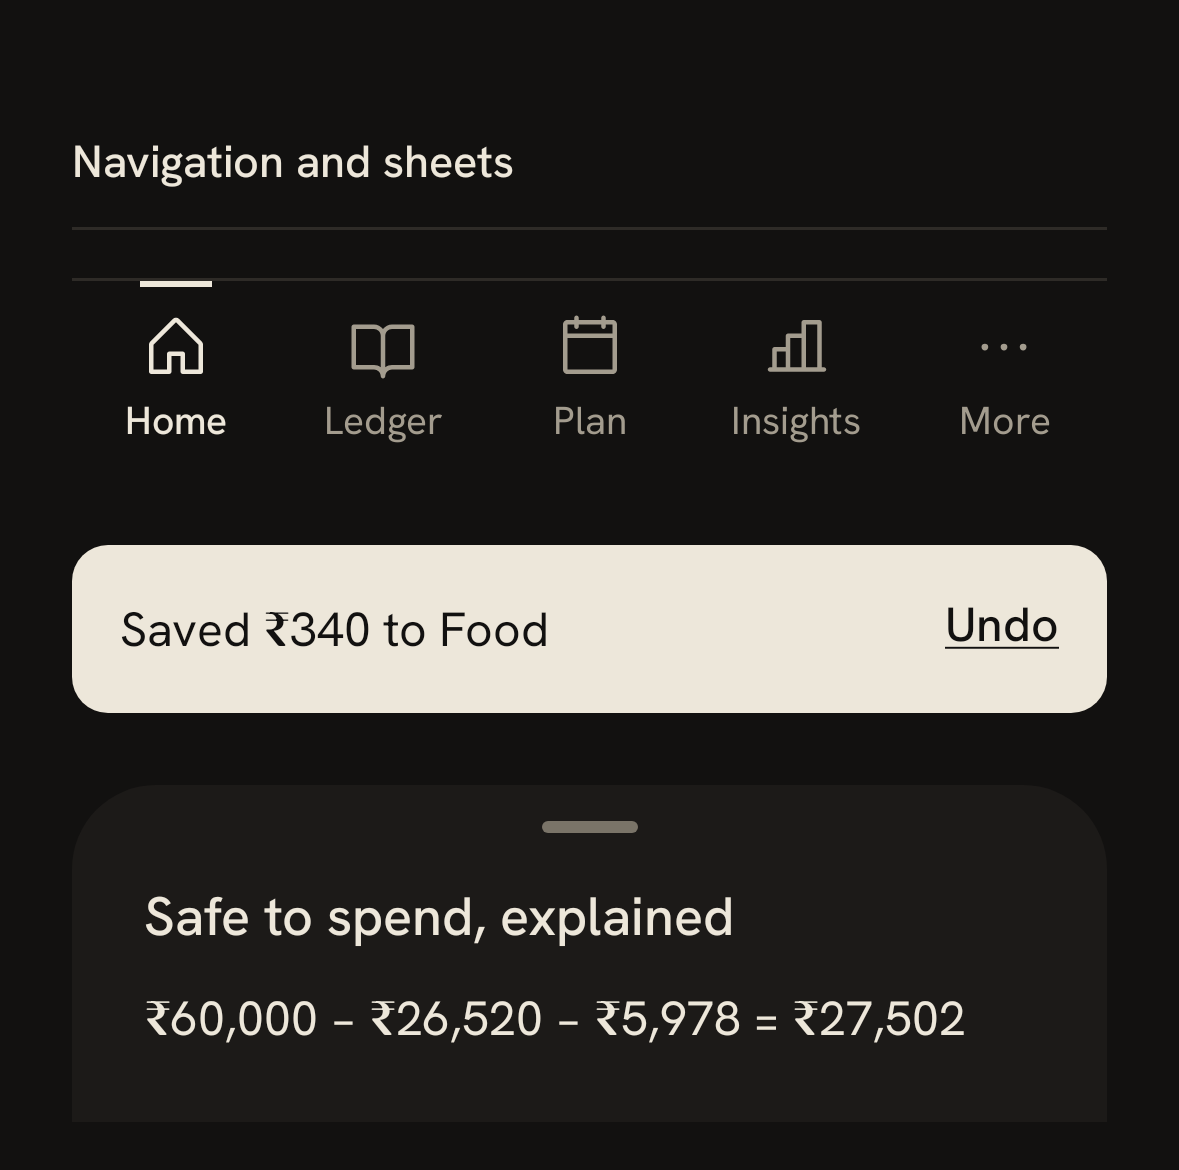 Navigation and sheets
Home Ledger Plan Insights More
Saved ₹340 to Food Undo
Safe to spend, explained
₹60,000 – ₹26,520 – ₹5,978 = ₹27,502